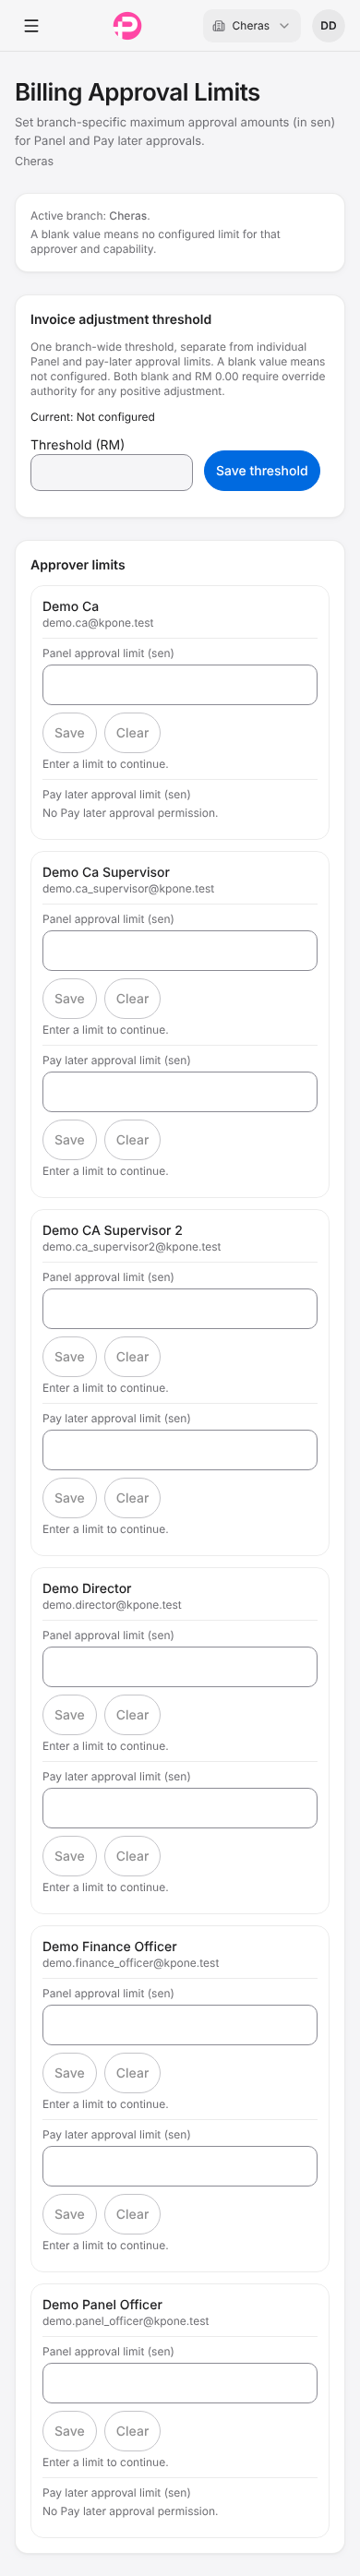 Cheras
DD
Billing Approval Limits
Set branch-specific maximum approval amounts (in sen)
for Panel and Pay later approvals.
Cheras
Active branch: Cheras.
A blank value means no configured limit for that
approver and capability.
Invoice adjustment threshold
One branch-wide threshold, separate from individual
Panel and pay-later approval limits. A blank value means
not configured. Both blank and RM 0.00 require override
authority for any positive adjustment.
Current: Not configured
Threshold (RM)
Save threshold
Approver limits
Demo Ca
demo.ca@kpone.test
Panel approval limit (sen)
Save Clear
Enter a limit to continue.
Pay later approval limit (sen)
No Pay later approval permission.
Demo Ca Supervisor
demo.ca_supervisor@kpone.test
Panel approval limit (sen)
Save Clear
Enter a limit to continue.
Pay later approval limit (sen)
Save Clear
Enter a limit to continue.
Demo CA Supervisor 2
demo.ca_supervisor2@kpone.test
Panel approval limit (sen)
Save Clear
Enter a limit to continue.
Pay later approval limit (sen)
Save Clear
Enter a limit to continue.
Demo Director
demo.director@kpone.test
Panel approval limit (sen)
Save Clear
Enter a limit to continue.
Pay later approval limit (sen)
Save Clear
Enter a limit to continue.
Demo Finance Officer
demo.finance_officer@kpone.test
Panel approval limit (sen)
Save Clear
Enter a limit to continue.
Pay later approval limit (sen)
Save Clear
Enter a limit to continue.
Demo Panel Officer
demo.panel_officer@kpone.test
Panel approval limit (sen)
Save Clear
Enter a limit to continue.
Pay later approval limit (sen)
No Pay later approval permission.